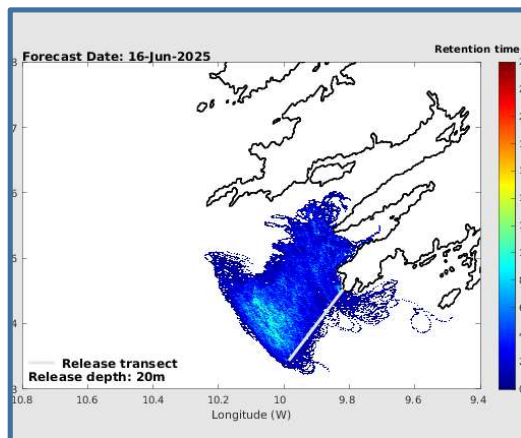 Forecast Date: 16-Jun-2025
Retention time
Release transect
Release depth: 20m
10.8 10.6 10.4 10.2 10 9.8 9.6 9.4
Longitude (W)